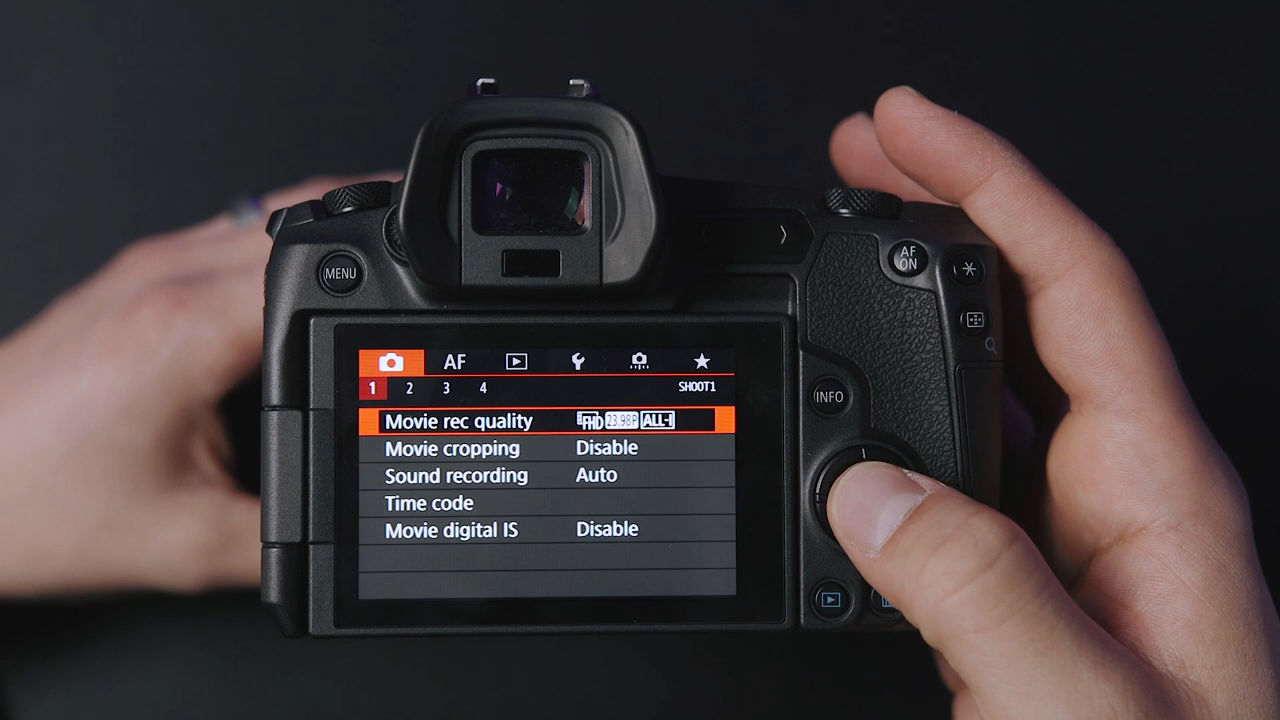 MENU
AF
ON
AF
1 2 3 4 SHOOT1
Movie rec quality FHD 23.98P ALL-I
Movie cropping Disable
Sound recording Auto
Time code
Movie digital IS Disable
INFO